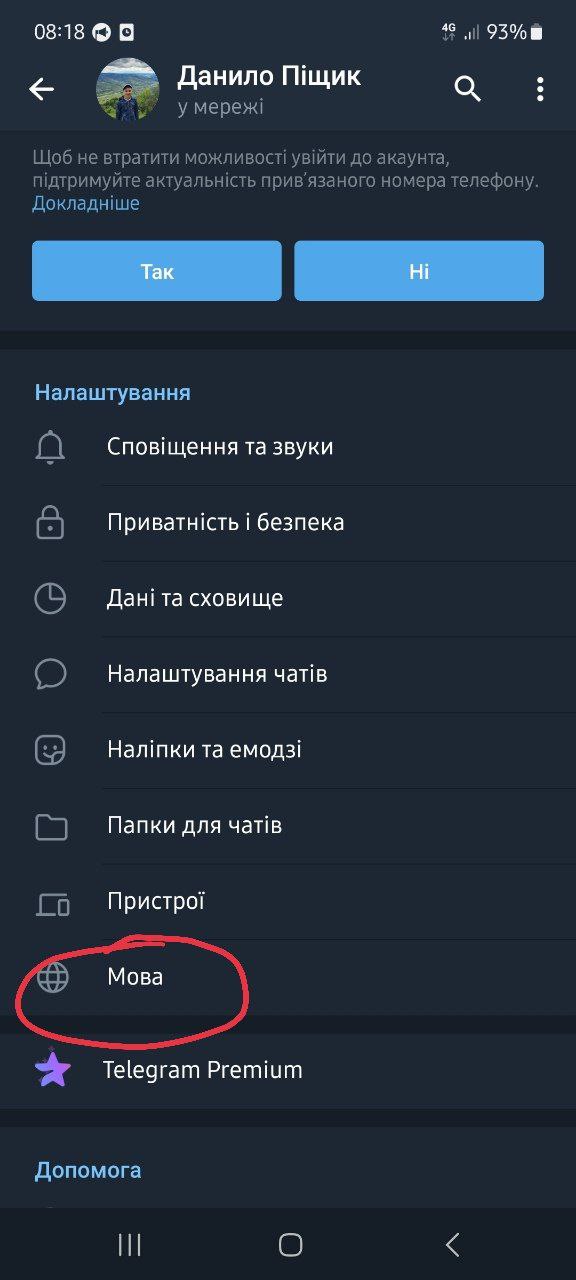 08:18 4G 93%
Данило Піщик
у мережі
Щоб не втратити можливості увійти до акаунта,
підтримуйте актуальність прив’язаного номера телефону.
Докладніше
Так Ні
Налаштування
Сповіщення та звуки
Приватність і безпека
Дані та сховище
Налаштування чатів
Наліпки та емодзі
Папки для чатів
Пристрої
Мова
Telegram Premium
Допомога